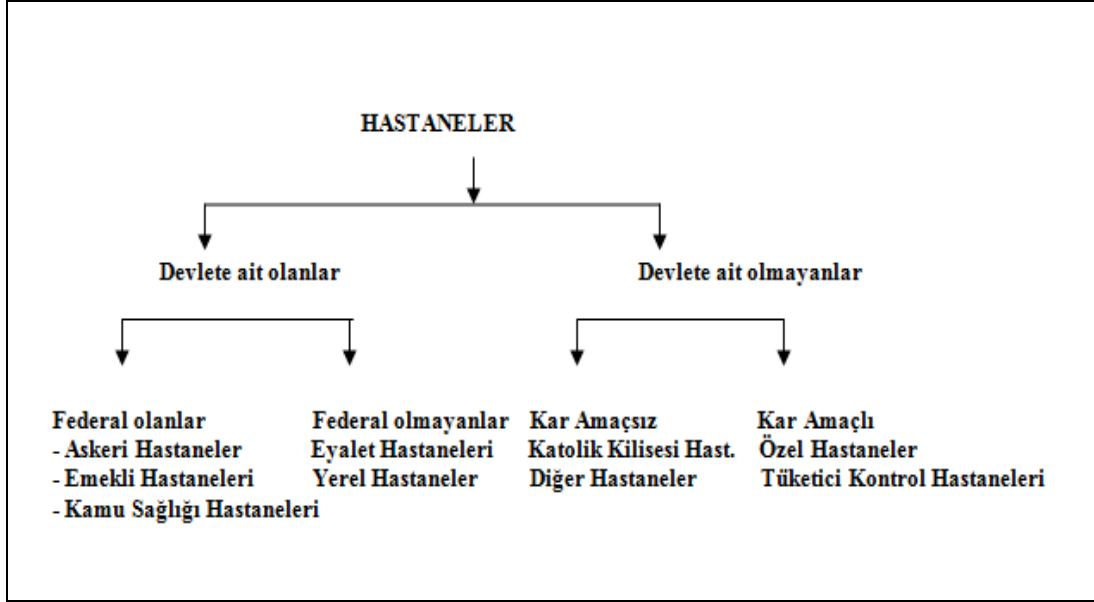 HASTANELER
Devlete ait olanlar
Devlete ait olmayanlar
Federal olanlar
- Askeri Hastaneler
- Emekli Hastaneleri
- Kamu Sağlığı Hastaneleri
Federal olmayanlar
Eyalet Hastaneleri
Yerel Hastaneler
Kar Amaçsız
Katolik Kilisesi Hast.
Diğer Hastaneler
Kar Amaçlı
Özel Hastaneler
Tüketici Kontrol Hastaneleri